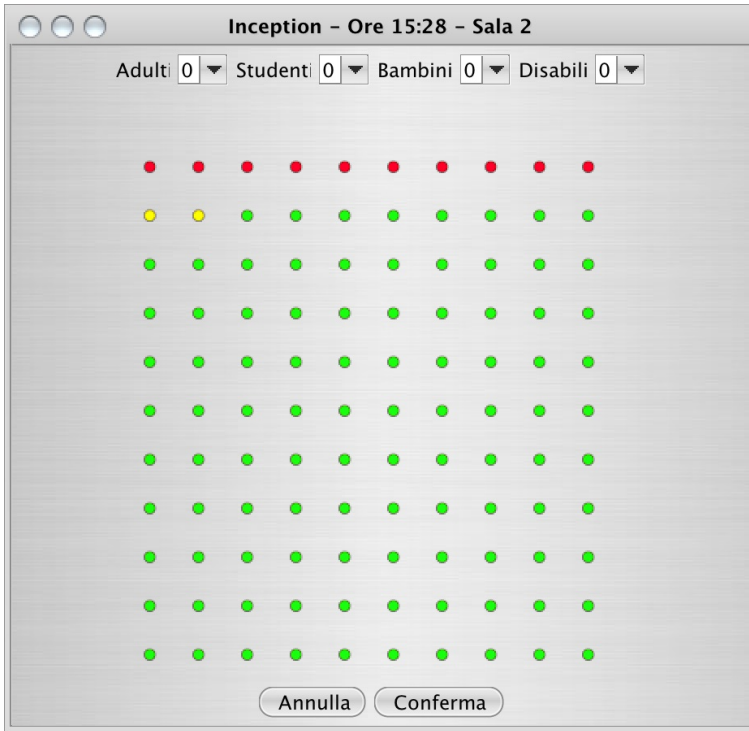 Inception – Ore 15:28 – Sala 2
Adulti 0 Studenti 0 Bambini 0 Disabili 0
Annulla Conferma